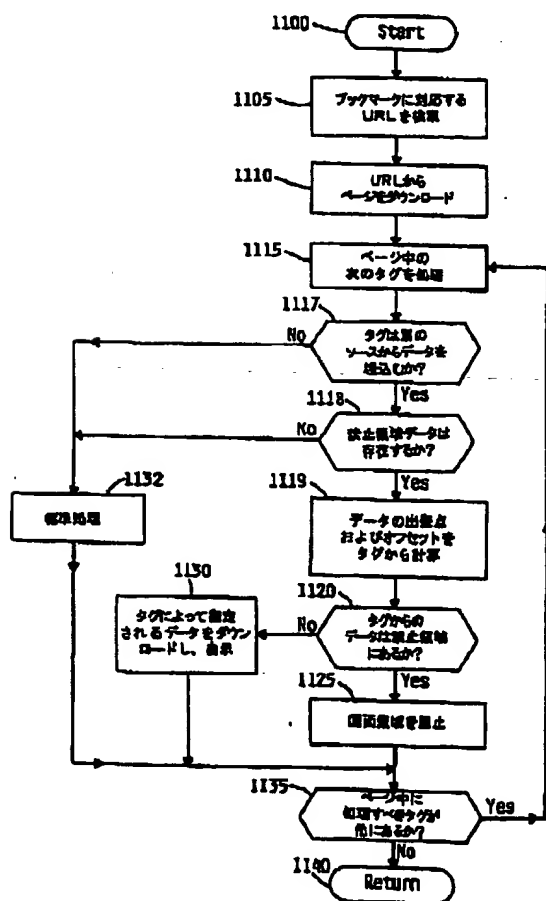 1100
Start
1105
ブックマークに対応する
URLを検索
1110
URLから
ページをダウンロード
1115
ページ中の
次のタグを処理
1117
タグは別の
ソースからデータを
埋込むか?
No
Yes
1118
禁止領域データは
存在するか?
No
Yes
1132
標準処理
1119
データの出発点
およびオフセットを
タグから計算
1130
タグによって指定
されるデータをダウン
ロードし、表示
1120
タグからの
データは禁止領域
にあるか?
No
Yes
1125
画面領域を阻止
1135
ページ中に
処理すべきタグが
他にあるか?
Yes
No
1140
Return